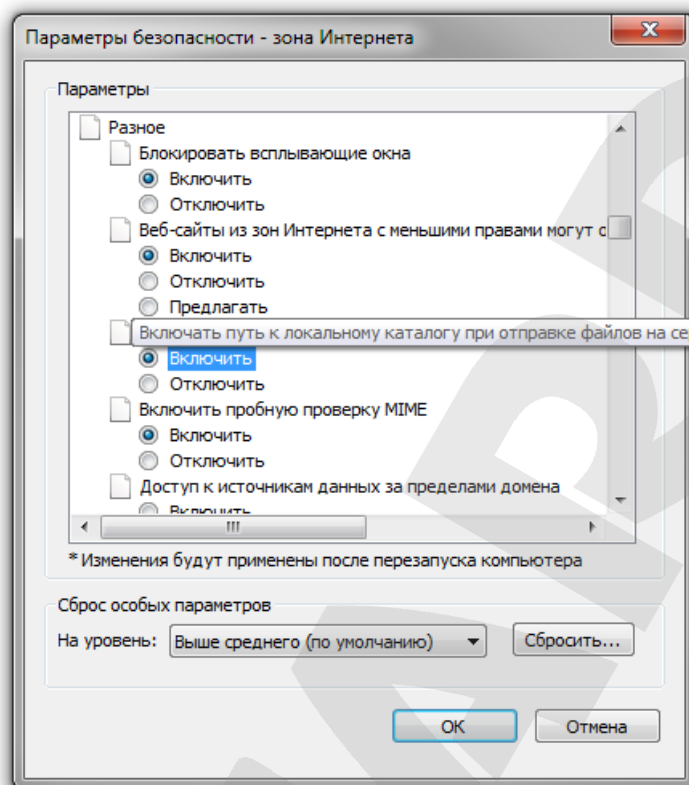 Параметры безопасности - зона Интернета
Параметры
Разное
Блокировать всплывающие окна
Включить
Отключить
Веб-сайты из зон Интернета с меньшими правами могут о
Включить
Отключить
Предлагать
Включать путь к локальному каталогу при отправке файлов на се
Включить
Отключить
Включить пробную проверку MIME
Включить
Отключить
Доступ к источникам данных за пределами домена
Включить
* Изменения будут применены после перезапуска компьютера
Сброс особых параметров
На уровень: Выше среднего (по умолчанию) Сбросить...
ОК Отмена